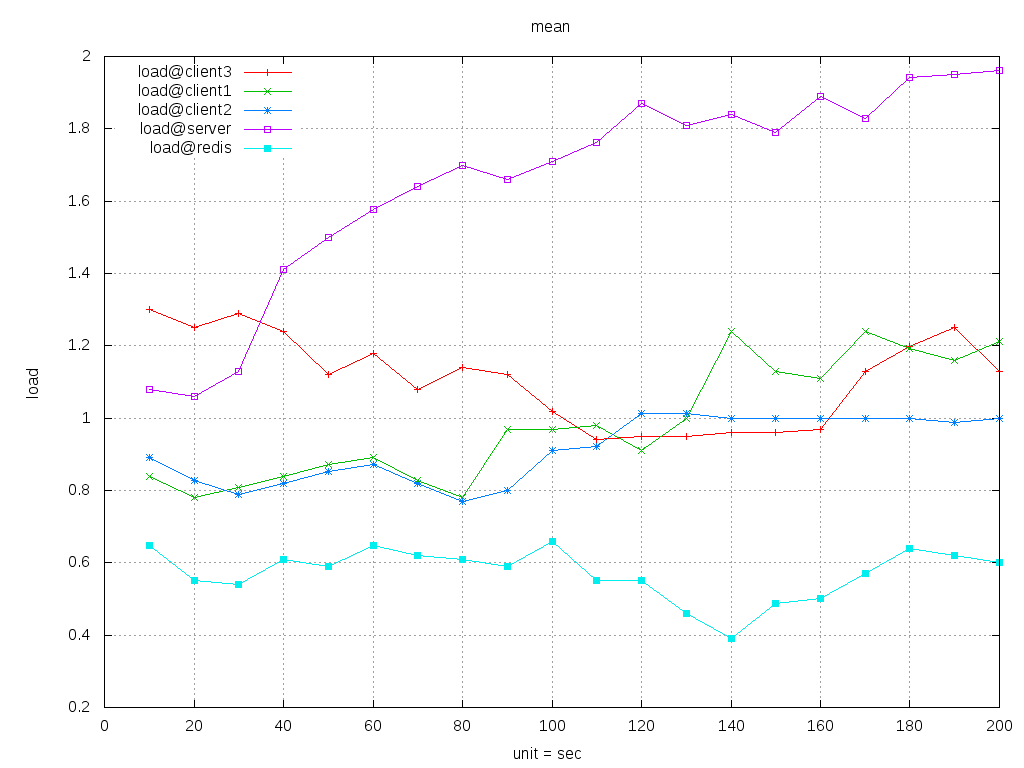 mean
2
load@client3
load@client1
load@client2
1.8
load@server
load@redis
1.6
1.4
1.2
load
1
0.8
0.6
0.4
0.2
0 20 40 60 80 100 120 140 160 180 200
unit = sec